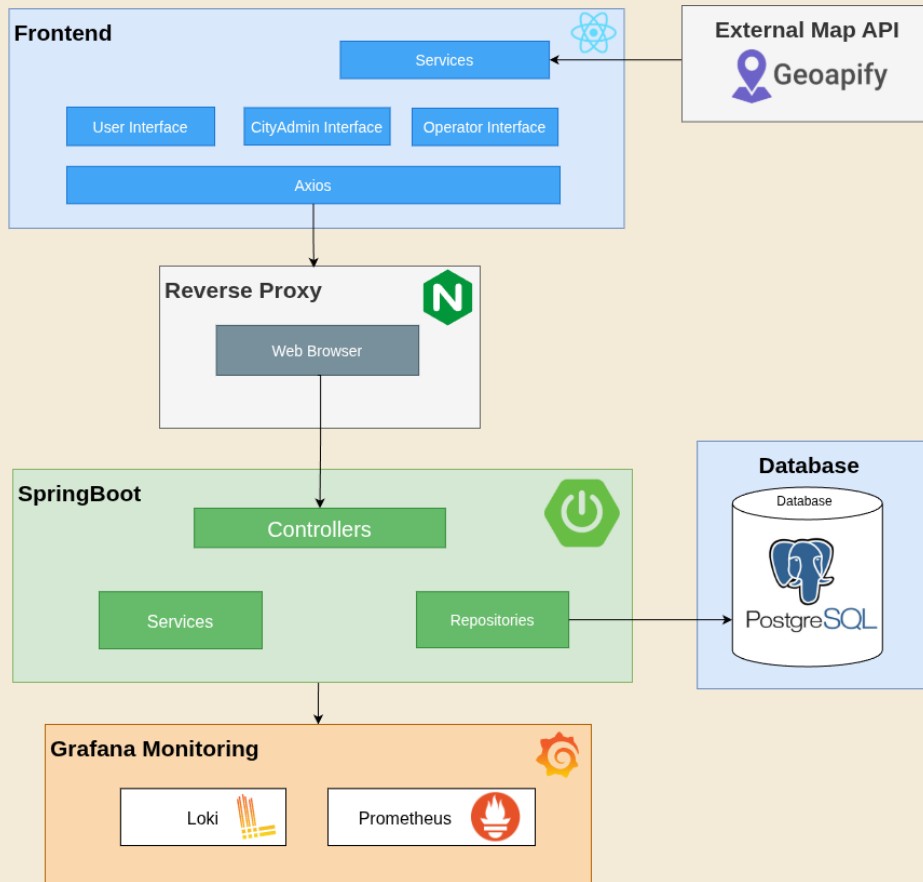 Frontend
Services
User Interface
CityAdmin Interface
Operator Interface
Axios
External Map API
Geoapify
Reverse Proxy
N
Web Browser
SpringBoot
Controllers
Services
Repositories
Database
Database
PostgreSQL
Grafana Monitoring
Loki
Prometheus